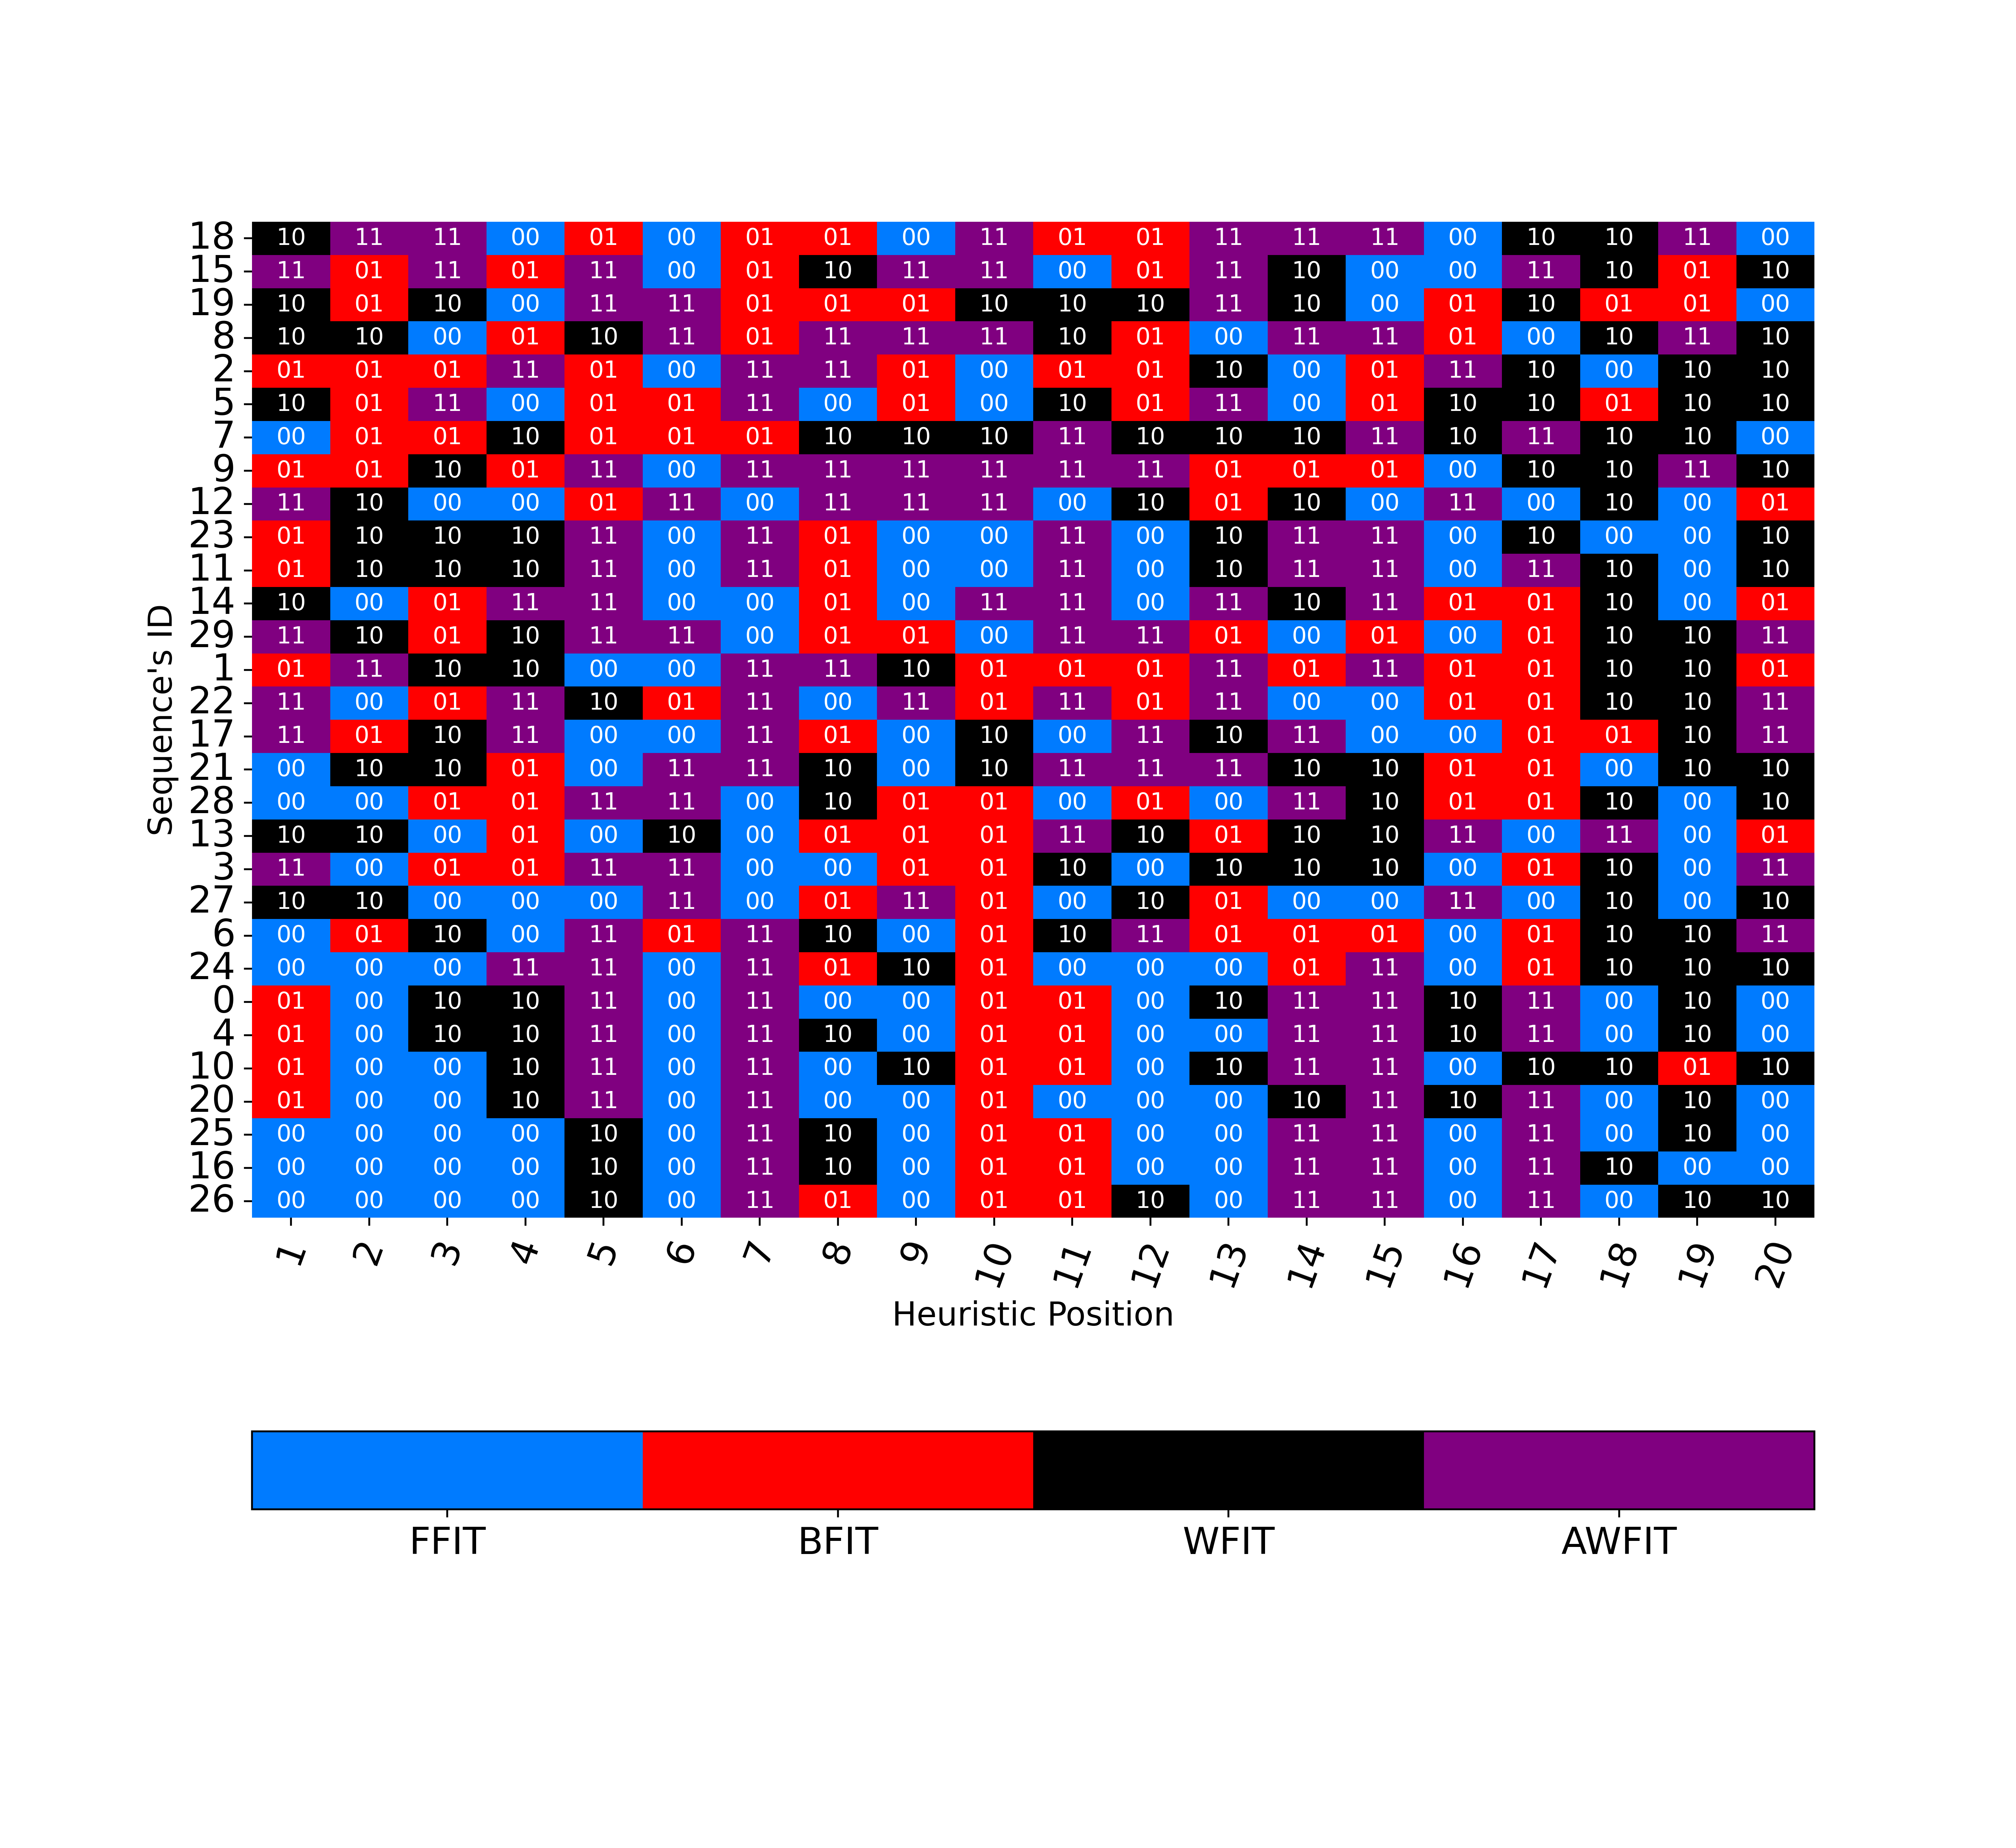 18 10 11 11 00 01 00 01 01 00 11 01 01 11 11 11 00 10 10 11 00
15 11 01 11 01 11 00 01 10 11 11 00 01 11 10 00 00 11 10 01 10
19 10 01 10 00 11 11 01 01 01 10 10 10 11 10 00 01 10 01 01 00
8 10 10 00 01 10 11 01 11 11 11 10 01 00 11 11 01 00 10 11 10
2 01 01 01 11 01 00 11 11 01 00 01 01 10 00 01 11 10 00 10 10
5 10 01 11 00 01 01 11 00 01 00 10 01 11 00 01 10 10 01 10 10
7 00 01 01 10 01 01 01 10 10 10 11 10 10 10 11 10 11 10 10 00
9 01 01 10 01 11 00 11 11 11 11 11 11 01 01 01 00 10 10 11 10
12 11 10 00 00 01 11 00 11 11 11 00 10 01 10 00 11 00 10 00 01
23 01 10 10 10 11 00 11 01 00 00 11 00 10 11 11 00 10 00 00 10
11 01 10 10 10 11 00 11 01 00 00 11 00 10 11 11 00 11 10 00 10
14 10 00 01 11 11 00 00 01 00 11 11 00 11 10 11 01 01 10 00 01
29 11 10 01 10 11 11 00 01 01 00 11 11 01 00 01 00 01 10 10 11
1 01 11 10 10 00 00 11 11 10 01 01 01 11 01 11 01 01 10 10 01
22 11 00 01 11 10 01 11 00 11 01 11 01 11 00 00 01 01 10 10 11
17 11 01 10 11 00 00 11 01 00 10 00 11 10 11 00 00 01 01 10 11
21 00 10 10 01 00 11 11 10 00 10 11 11 11 10 10 01 01 00 10 10
28 00 00 01 01 11 11 00 10 01 01 00 01 00 11 10 01 01 10 00 10
13 10 10 00 01 00 10 00 01 01 01 11 10 01 10 10 11 00 11 00 01
3 11 00 01 01 11 11 00 00 01 01 10 00 10 10 10 00 01 10 00 11
27 10 10 00 00 00 11 00 01 11 01 00 10 01 00 00 11 00 10 00 10
6 00 01 10 00 11 01 11 10 00 01 10 11 01 01 01 00 01 10 10 11
24 00 00 00 11 11 00 11 01 10 01 00 00 00 01 11 00 01 10 10 10
0 01 00 10 10 11 00 11 00 00 01 01 00 10 11 11 10 11 00 10 00
4 01 00 10 10 11 00 11 10 00 01 01 00 00 11 11 10 11 00 10 00
10 01 00 00 10 11 00 11 00 10 01 01 00 10 11 11 00 10 10 01 10
20 01 00 00 10 11 00 11 00 00 01 00 00 00 10 11 10 11 00 10 00
25 00 00 00 00 10 00 11 10 00 01 01 00 00 11 11 00 11 00 10 00
16 00 00 00 00 10 00 11 10 00 01 01 00 00 11 11 00 11 10 00 00
26 00 00 00 00 10 00 11 01 00 01 01 10 00 11 11 00 11 00 10 10
Sequence's ID
1 2 3 4 5 6 7 8 9 10 11 12 13 14 15 16 17 18 19 20
Heuristic Position
FFIT BFIT WFIT AWFIT